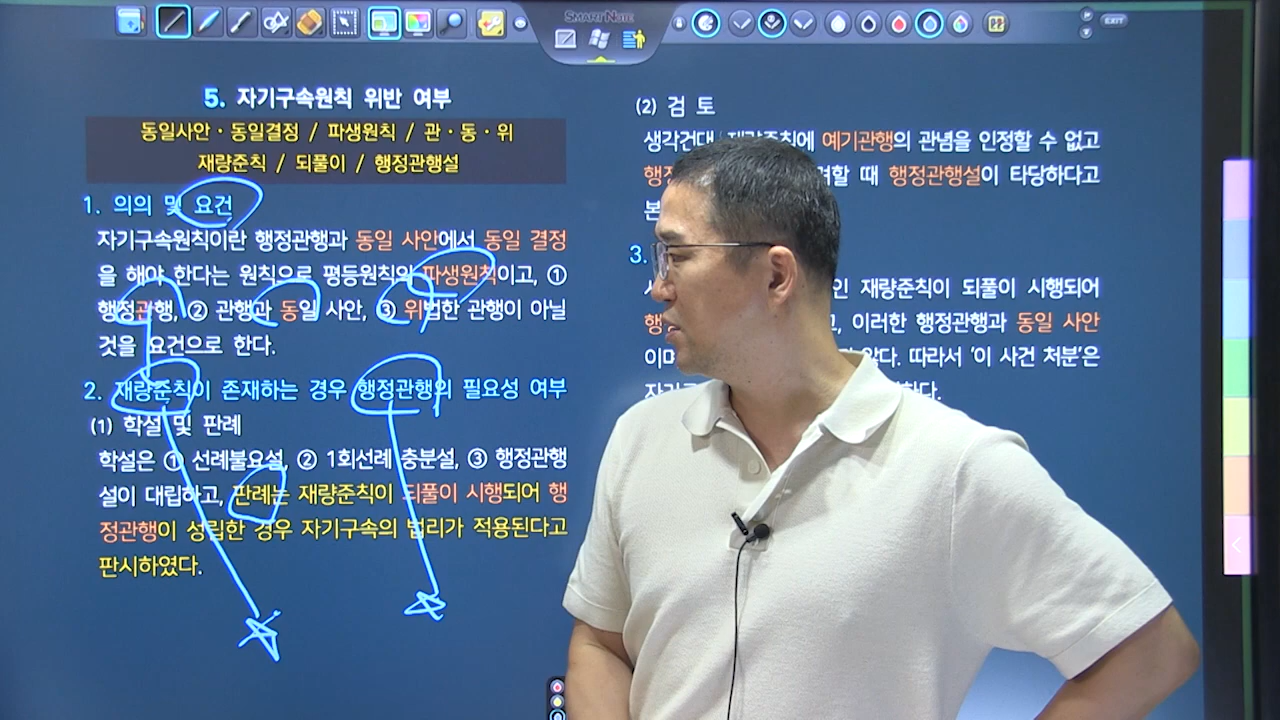 SMARTNOTE
EXIT
5. 자기구속원칙 위반 여부
동일사안 · 동일결정 / 파생원칙 / 관 · 동 · 위
재량준칙 / 되풀이 / 행정관행설
1. 의의 및 요건
자기구속원칙이란 행정관행과 동일 사안에서 동일 결정
을 해야 한다는 원칙으로 평등원칙의 파생원칙이고, ①
행정관행, ② 관행과 동일 사안, ③ 위법한 관행이 아닐
것을 요건으로 한다.
2. 재량준칙이 존재하는 경우 행정관행의 필요성 여부
(1) 학설 및 판례
학설은 ① 선례불요설, ② 1회선례 충분설, ③ 행정관행
설이 대립하고, 판례는 재량준칙이 되풀이 시행되어 행
정관행이 성립한 경우 자기구속의 법리가 적용된다고
판시하였다.
(2) 검 토
생각건대 재량준칙에 예기관행의 관념을 인정할 수 없고
행정 할 때 행정관행설이 타당하다고
본
3.
인 재량준칙이 되풀이 시행되어
행 고, 이러한 행정관행과 동일 사안
이며 않다. 따라서 '이 사건 처분'은
한다.